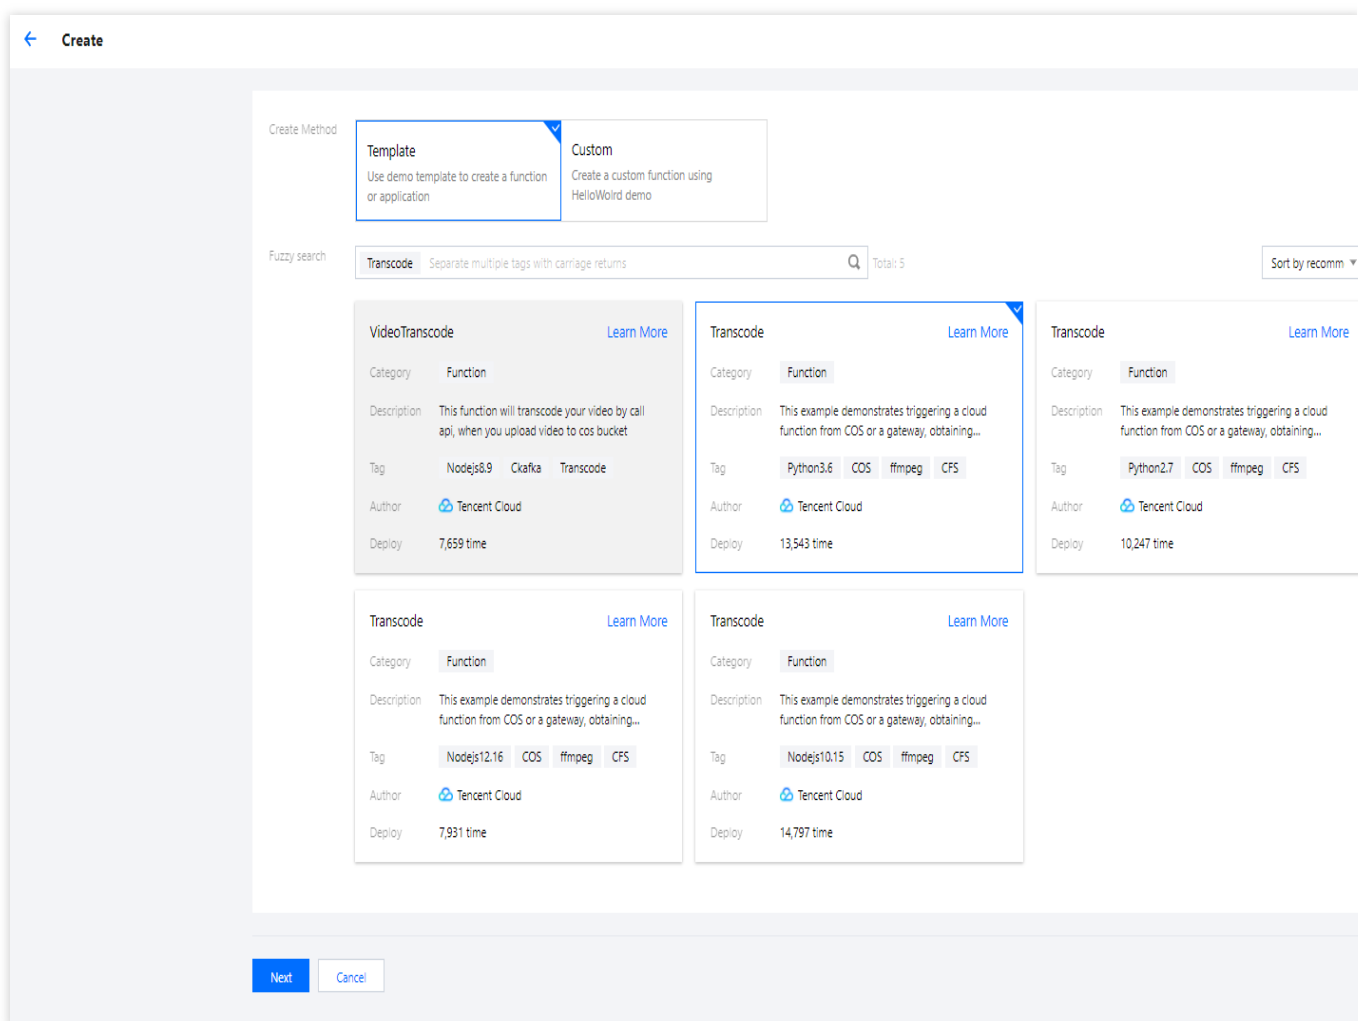 Create
Create Method
Template
Use demo template to create a function
or application
Custom
Create a custom function using
HelloWoird demo
Fuzzy search
Transcode Separate multiple tags with carriage returns
Total: 5
Sort by recomm
VideoTranscode Learn More
Category Function
Description This function will transcode your video by call
api, when you upload video to cos bucket
Tag Nodejs8.9 Ckafka Transcode
Author Tencent Cloud
Deploy 7,659 time
Transcode Learn More
Category Function
Description This example demonstrates triggering a cloud
function from COS or a gateway, obtaining...
Tag Python3.6 COS ffmpeg CFS
Author Tencent Cloud
Deploy 13,543 time
Transcode Learn More
Category Function
Description This example demonstrates triggering a cloud
function from COS or a gateway, obtaining...
Tag Python2.7 COS ffmpeg CFS
Author Tencent Cloud
Deploy 10,247 time
Transcode Learn More
Category Function
Description This example demonstrates triggering a cloud
function from COS or a gateway, obtaining...
Tag Nodejs12.16 COS ffmpeg CFS
Author Tencent Cloud
Deploy 7,931 time
Transcode Learn More
Category Function
Description This example demonstrates triggering a cloud
function from COS or a gateway, obtaining...
Tag Nodejs10.15 COS ffmpeg CFS
Author Tencent Cloud
Deploy 14,797 time
Next Cancel